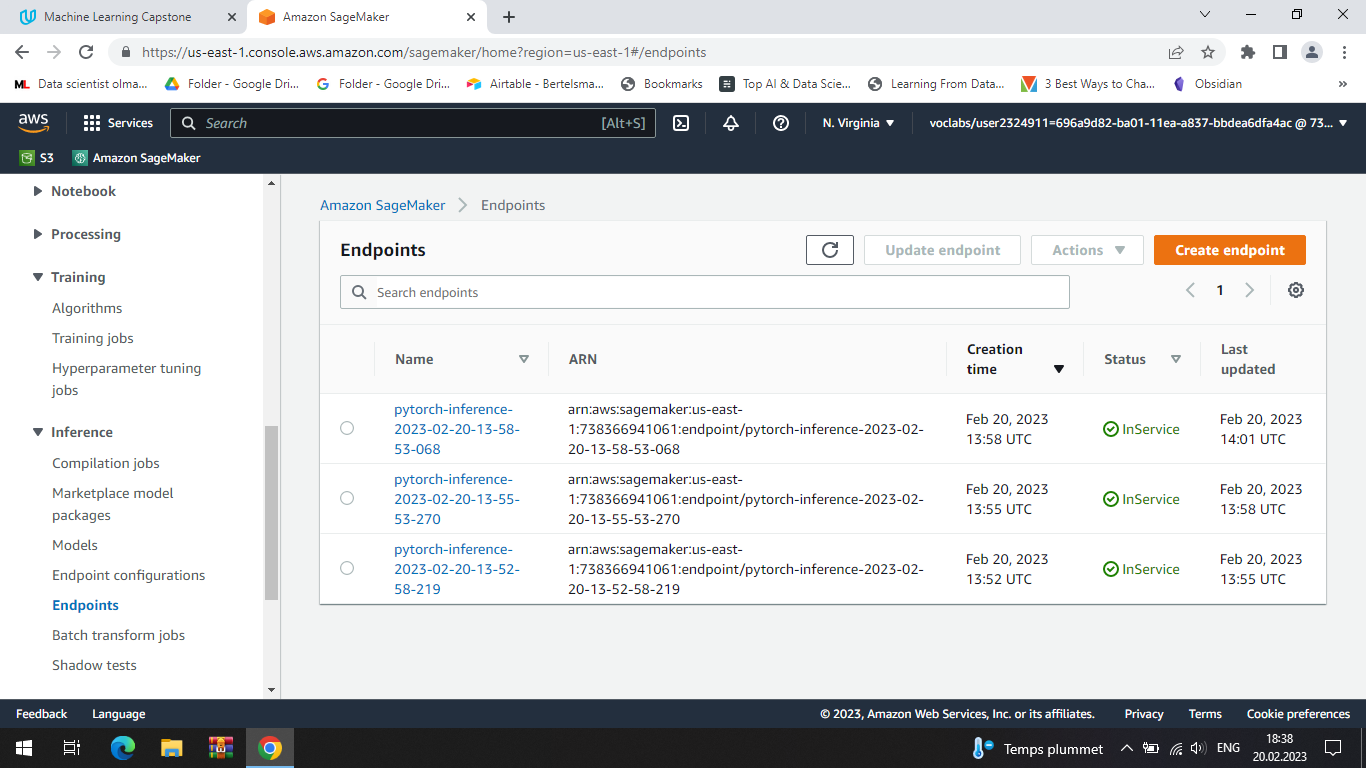 Machine Learning Capstone
Amazon SageMaker
https://us-east-1.console.aws.amazon.com/sagemaker/home?region=us-east-1#/endpoints
ML Data scientist olma... Folder - Google Dri... Folder - Google Dri... Airtable - Bertelsma... Bookmarks Top AI & Data Scie... Learning From Data... 3 Best Ways to Cha... Obsidian »
aws Services Search [Alt+S] N. Virginia voclabs/user2324911=696a9d82-ba01-11ea-a837-bbdea6dfa4ac @ 73...
S3 Amazon SageMaker
Notebook
Processing
Training
Algorithms
Training jobs
Hyperparameter tuning
jobs
Inference
Compilation jobs
Marketplace model
packages
Models
Endpoint configurations
Endpoints
Batch transform jobs
Shadow tests
Amazon SageMaker > Endpoints
Endpoints
Update endpoint Actions Create endpoint
Search endpoints
1
Name ARN Creation time Status Last updated
pytorch-inference-
2023-02-20-13-58-
53-068
arn:aws:sagemaker:us-east-
1:738366941061:endpoint/pytorch-inference-2023-02-
20-13-58-53-068
Feb 20, 2023
13:58 UTC
InService
Feb 20, 2023
14:01 UTC
pytorch-inference-
2023-02-20-13-55-
53-270
arn:aws:sagemaker:us-east-
1:738366941061:endpoint/pytorch-inference-2023-02-
20-13-55-53-270
Feb 20, 2023
13:55 UTC
InService
Feb 20, 2023
13:58 UTC
pytorch-inference-
2023-02-20-13-52-
58-219
arn:aws:sagemaker:us-east-
1:738366941061:endpoint/pytorch-inference-2023-02-
20-13-52-58-219
Feb 20, 2023
13:52 UTC
InService
Feb 20, 2023
13:55 UTC
Feedback Language © 2023, Amazon Web Services, Inc. or its affiliates. Privacy Terms Cookie preferences
Temps plummet ENG
18:38
20.02.2023